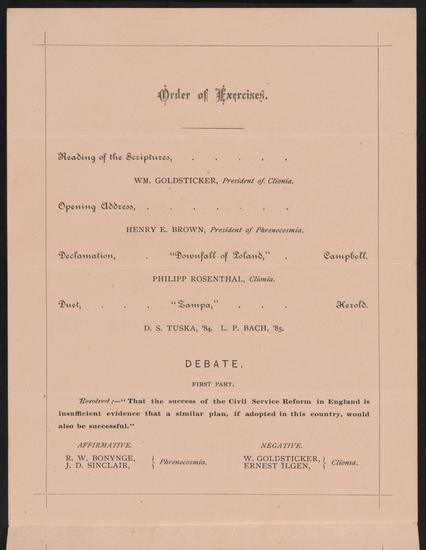 Order of Exercises.
Reading of the Scriptures, . . . . .
WM. GOLDSTICKER, President of Clionia.
Opening Address, . . . . . . .
HENRY E. BROWN, President of Phrenocosmia.
Declamation, . "Downfall of Poland," . Campbell.
PHILIPP ROSENTHAL, Clionia.
Duet, . . . "Zampa," . . . Herold.
D. S. TUSKA, '84. L. P. BACH, '85.
DEBATE.
FIRST PART.
Resolved:—"That the success of the Civil Service Reform in England is
insufficient evidence that a similar plan, if adopted in this country, would
also be successful."
AFFIRMATIVE. NEGATIVE.
R. W. BONYNGE, } Phrenocosmia. W. GOLDSTICKER, } Clionia.
J. D. SINCLAIR, ERNEST ILGEN,